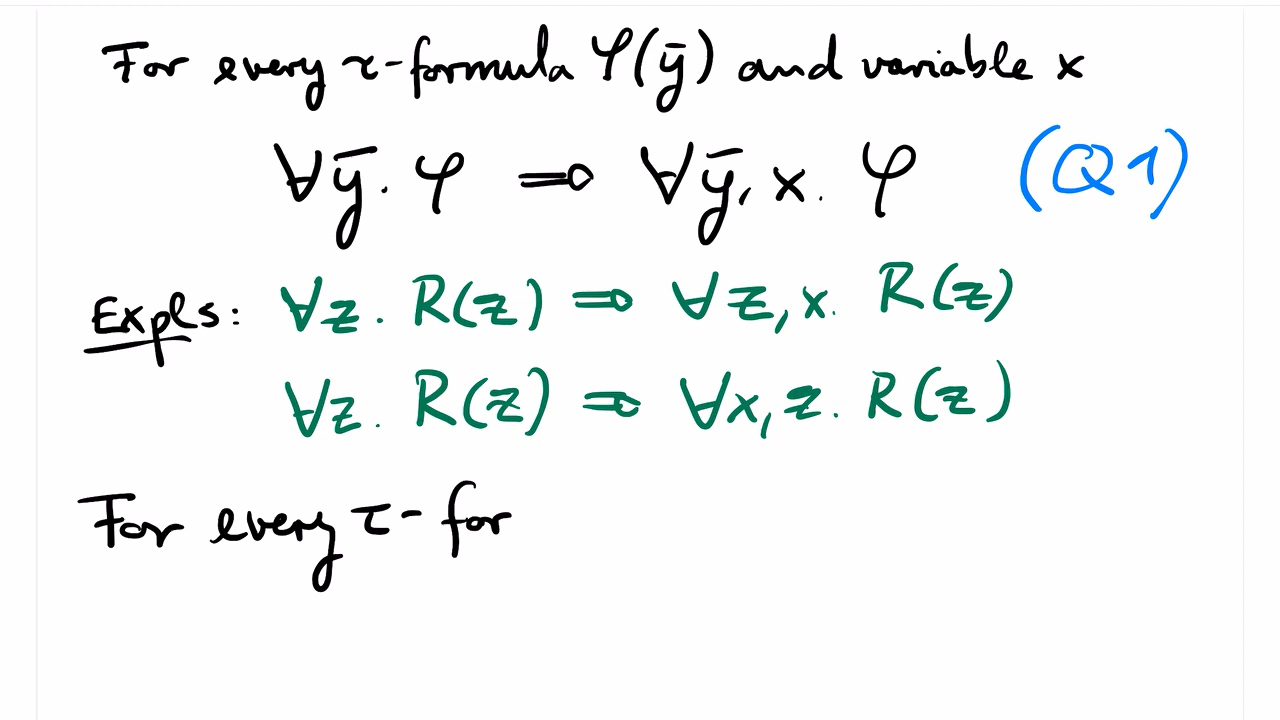 For every τ-formula φ(ȳ) and variable x
∀ȳ. φ ⇒ ∀ȳ, x. φ (Q1)
Expls: ∀z. R(z) ⇒ ∀z, x. R(z)
∀z. R(z) ⇒ ∀x, z. R(z)
For every τ- for